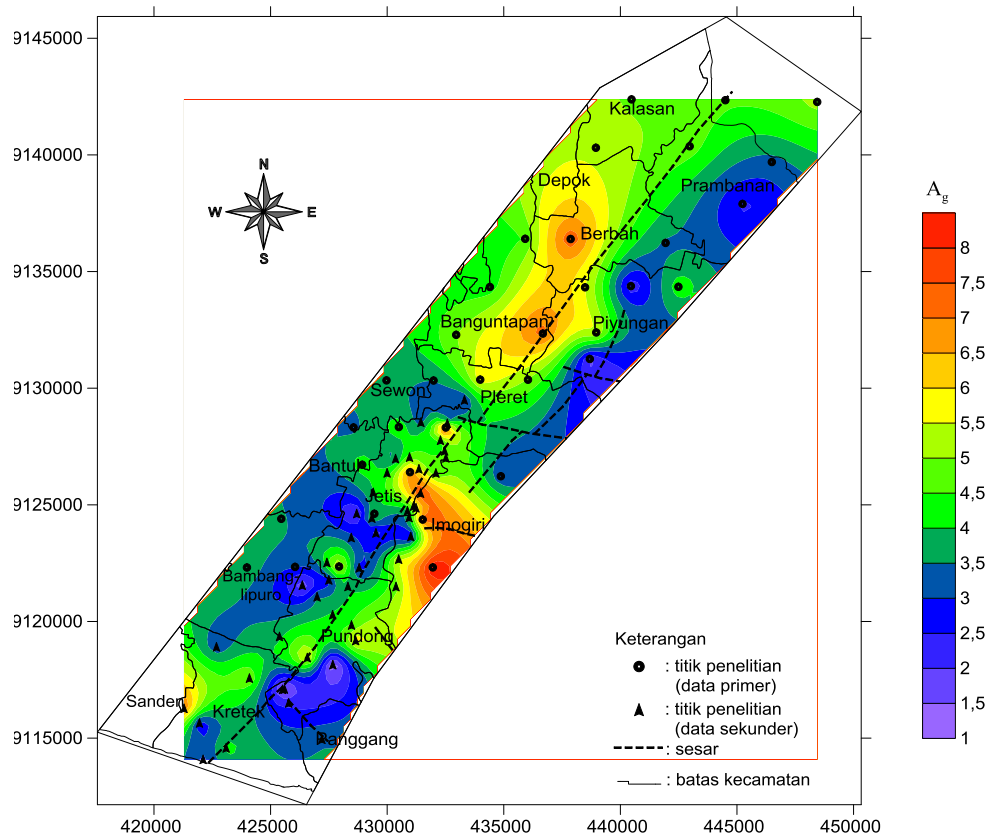 9145000
9140000
9135000
9130000
9125000
9120000
9115000
420000
425000
430000
435000
440000
445000
450000
N
W
E
S
Kalasan
Depok
Prambanan
Berbah
Banguntapan
Piyungan
Sewon
Pleret
Bantul
Jetis
Imogiri
Bambang-
lipuro
Pundong
Sanden
Kretek
Panggang
Keterangan
: titik penelitian
(data primer)
: titik penelitian
(data sekunder)
: sesar
: batas kecamatan
Ag
8
7,5
7
6,5
6
5,5
5
4,5
4
3,5
3
2,5
2
1,5
1